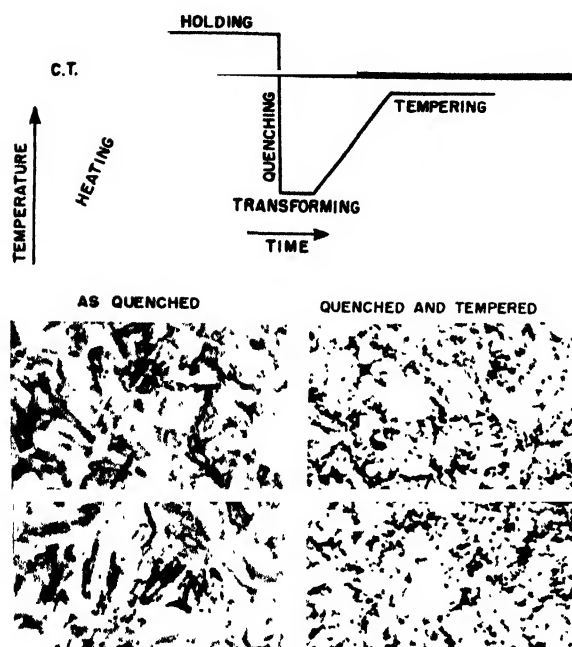 HOLDING
C.T.
TEMPERING
QUENCHING
HEATING
TEMPERATURE
TRANSFORMING
TIME
AS QUENCHED
QUENCHED AND TEMPERED